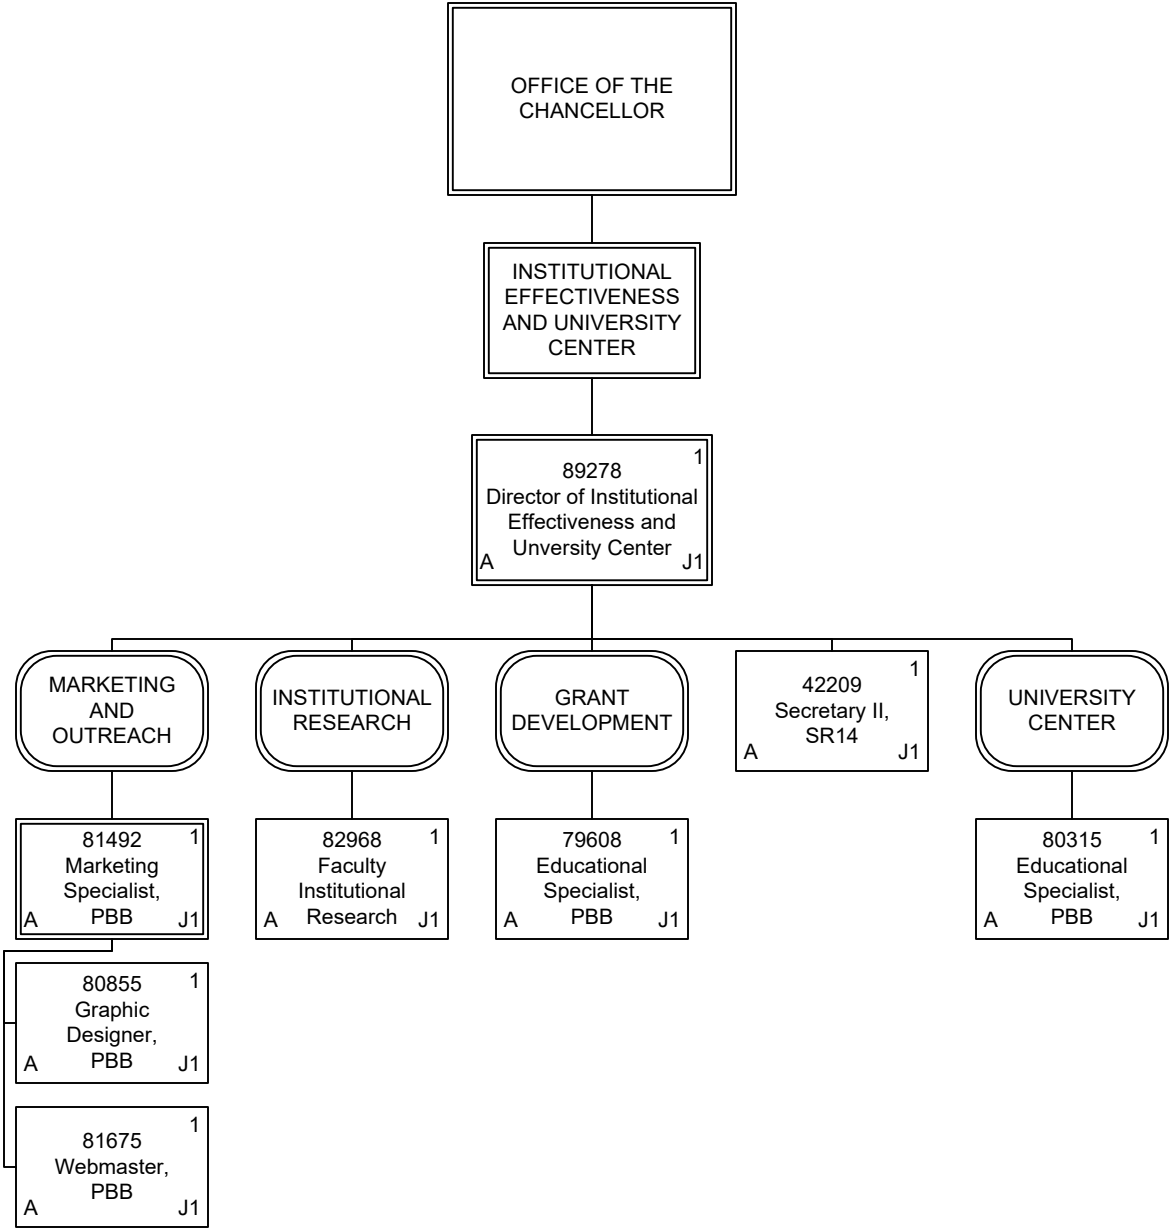 OFFICE OF THE
CHANCELLOR
INSTITUTIONAL
EFFECTIVENESS
AND UNIVERSITY
CENTER
1
89278
Director of Institutional
Effectiveness and
Unversity Center
A
J1
MARKETING
AND
OUTREACH
INSTITUTIONAL
RESEARCH
GRANT
DEVELOPMENT
1
42209
Secretary II,
SR14
A
J1
UNIVERSITY
CENTER
81492
1
Marketing
Specialist,
PBB
A
J1
82968
1
Faculty
Institutional
Research
A
J1
79608
1
Educational
Specialist,
PBB
A
J1
80315
1
Educational
Specialist,
PBB
A
J1
80855
1
Graphic
Designer,
PBB
A
J1
1
81675
Webmaster,
PBB
A
J1